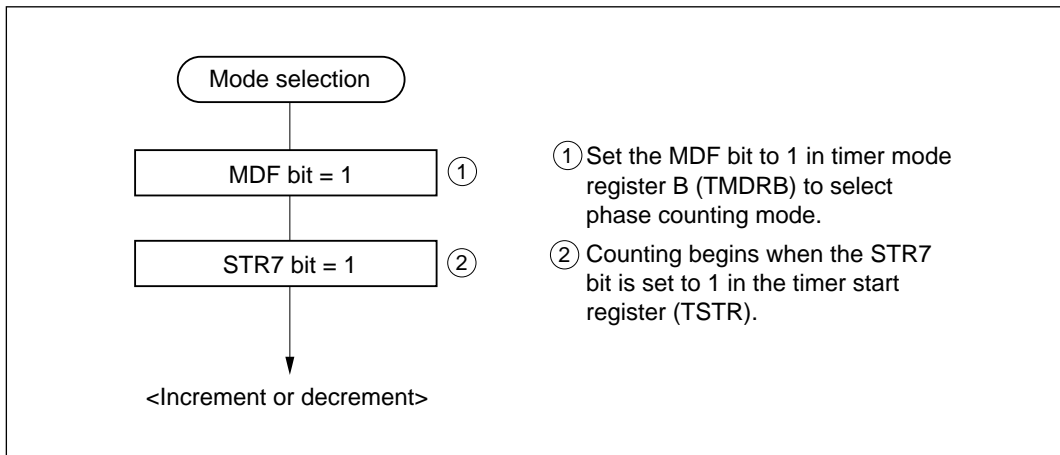 Mode selection
MDF bit = 1
1
STR7 bit = 1
2
<Increment or decrement>
1 Set the MDF bit to 1 in timer mode
register B (TMDRB) to select
phase counting mode.
2 Counting begins when the STR7
bit is set to 1 in the timer start
register (TSTR).